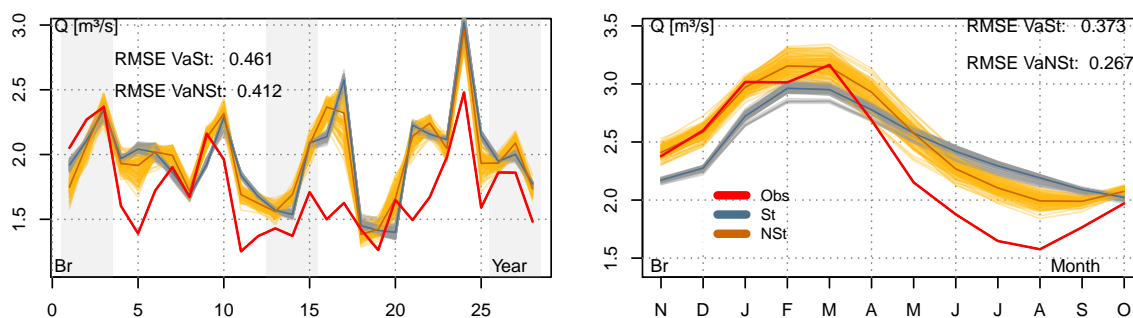 Q [m³/s]
RMSE VaSt: 0.461
RMSE VaNSt: 0.412
3.0
2.5
2.0
1.5
Br
Year
0 5 10 15 20 25
Q [m³/s]
RMSE VaSt: 0.373
RMSE VaNSt: 0.267
3.5
3.0
2.5
2.0
1.5
Obs
St
NSt
Br
Month
N D J F M A M J J A S O